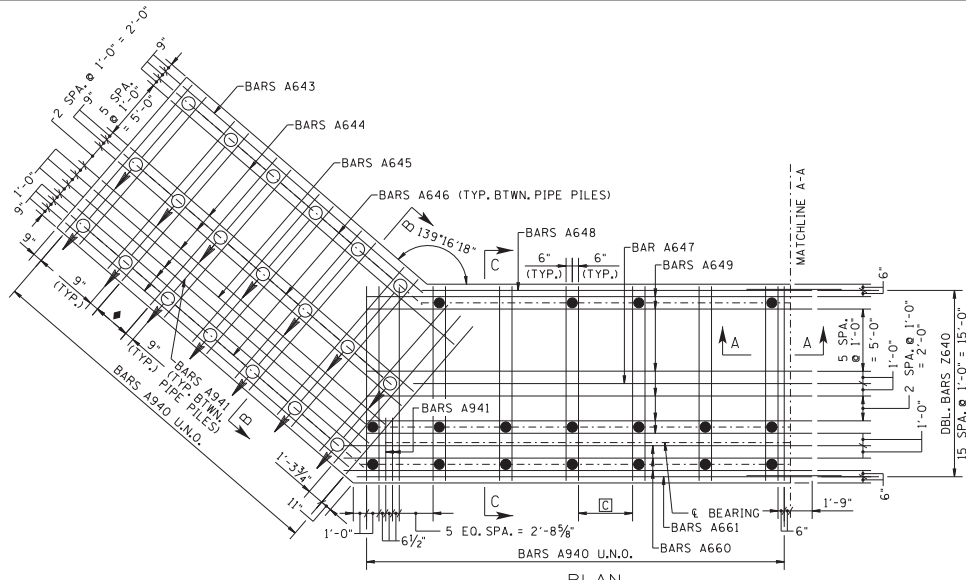 2 SPA. @ 1'-0" = 2'-0"
9"
9"
5 SPA.
@ 1'-0"
= 5'-0"
1'-0"
9"
BARS A643
BARS A644
BARS A645
BARS A646 (TYP. BTWN. PIPE PILES)
B
139°16'18"
C
BARS A648
BAR A647
6"
(TYP.)
6"
(TYP.)
BARS A649
MATCHLINE A-A
6"
A
A
5 SPA.
@ 1'-0"
= 5'-0"
1'-0"
2 SPA. @ 1'-0"
= 2'-0"
1'-0"
DBL. BARS Z640
15 SPA. @ 1'-0" = 15'-0"
6"
9"
9"
(TYP.)
9"
(TYP.)
BARS A941
(TYP. BTWN.
PIPE PILES)
B
BARS A940 U.N.O.
BARS A941
1'-3¾"
11"
1'-0"
6½"
5 EQ. SPA. = 2'-8⅝"
C
C
℄ BEARING
BARS A661
BARS A660
1'-9"
6"
BARS A940 U.N.O.
PLAN